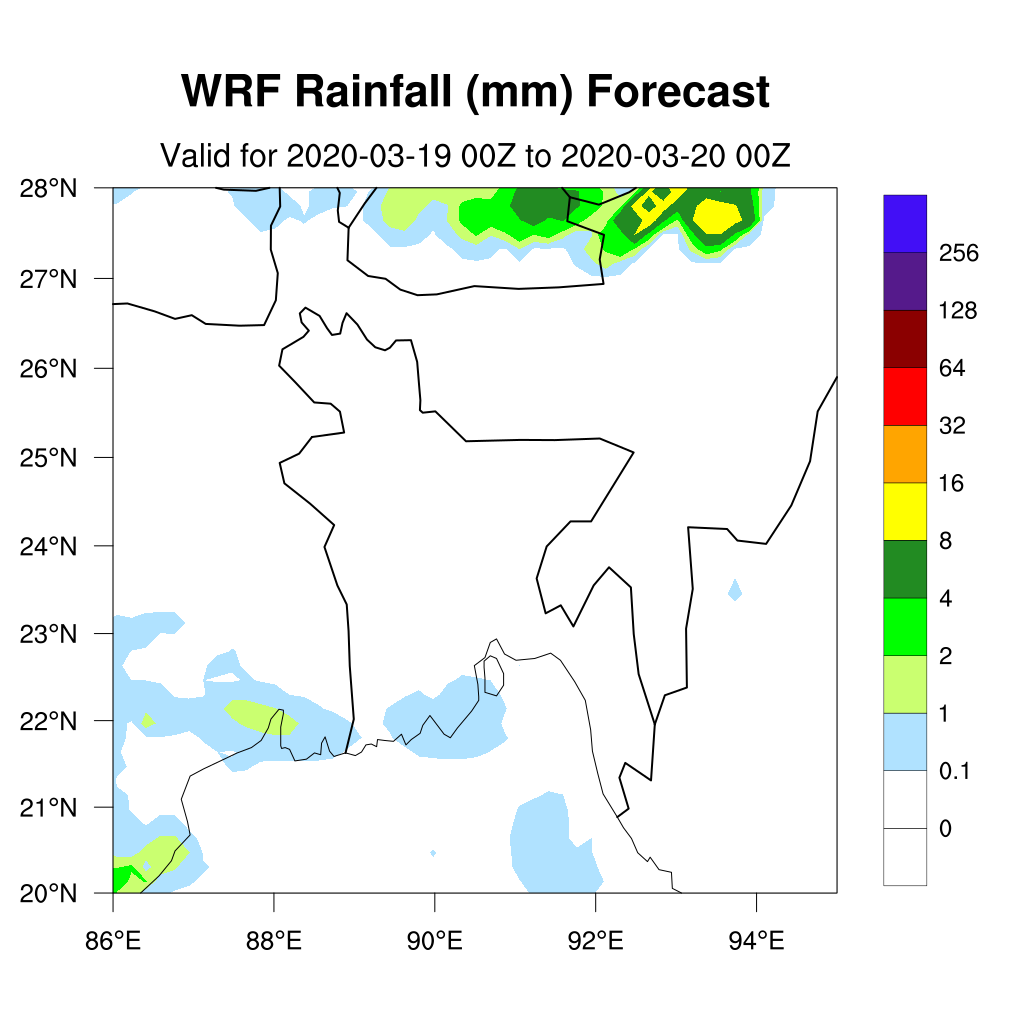 WRF Rainfall (mm) Forecast
Valid for 2020-03-19 00Z to 2020-03-20 00Z
28°N
27°N
26°N
25°N
24°N
23°N
22°N
21°N
20°N
86°E 88°E 90°E 92°E 94°E
256
128
64
32
16
8
4
2
1
0.1
0